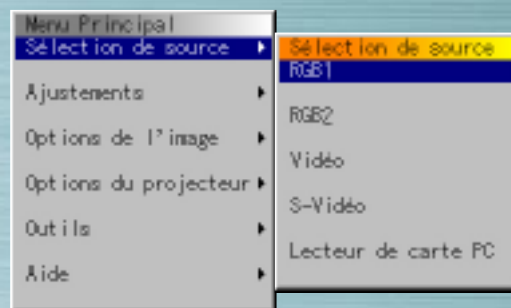 Menu Principal
Sélection de source
Ajustements
Options de l'image
Options du projecteur
Outils
Aide
Sélection de source
RGB1
RGB2
Vidéo
S-Vidéo
Lecteur de carte PC